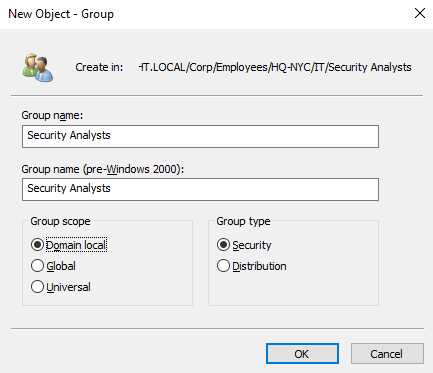 New Object - Group
Create in: HT.LOCAL/Corp/Employees/HQ-NYC/IT/Security Analysts
Group name:
Security Analysts
Group name (pre-Windows 2000):
Security Analysts
Group scope
Domain local
Global
Universal
Group type
Security
Distribution
OK
Cancel